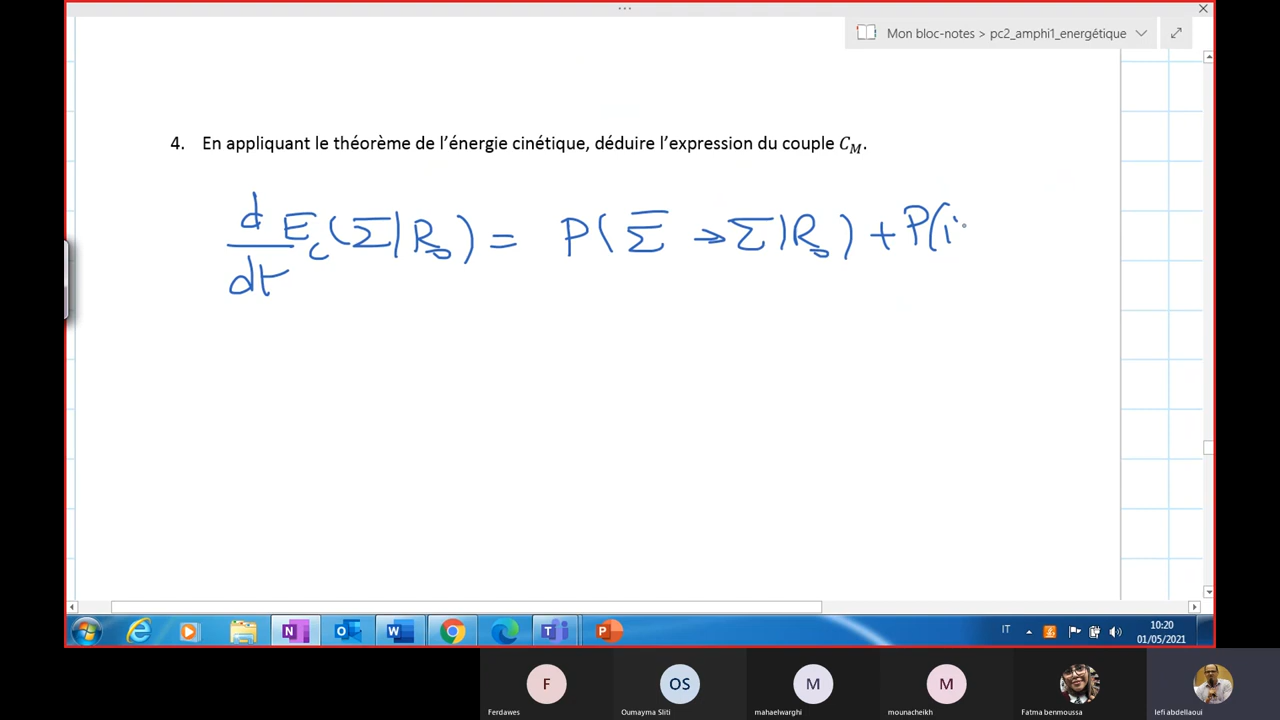 Mon bloc-notes > pc2_amphi1_energétique
4. En appliquant le théorème de l'énergie cinétique, déduire l'expression du couple C_M.
d/dt E_c(Σ|R_0) = P(Σ̅ → Σ|R_0) + P(i
IT
10:20
01/05/2021
F
OS
M
M
Ferdawes
Oumayma Sliti
mahaelwarghi
mounacheikh
Fatma benmoussa
lefi abdellaoui